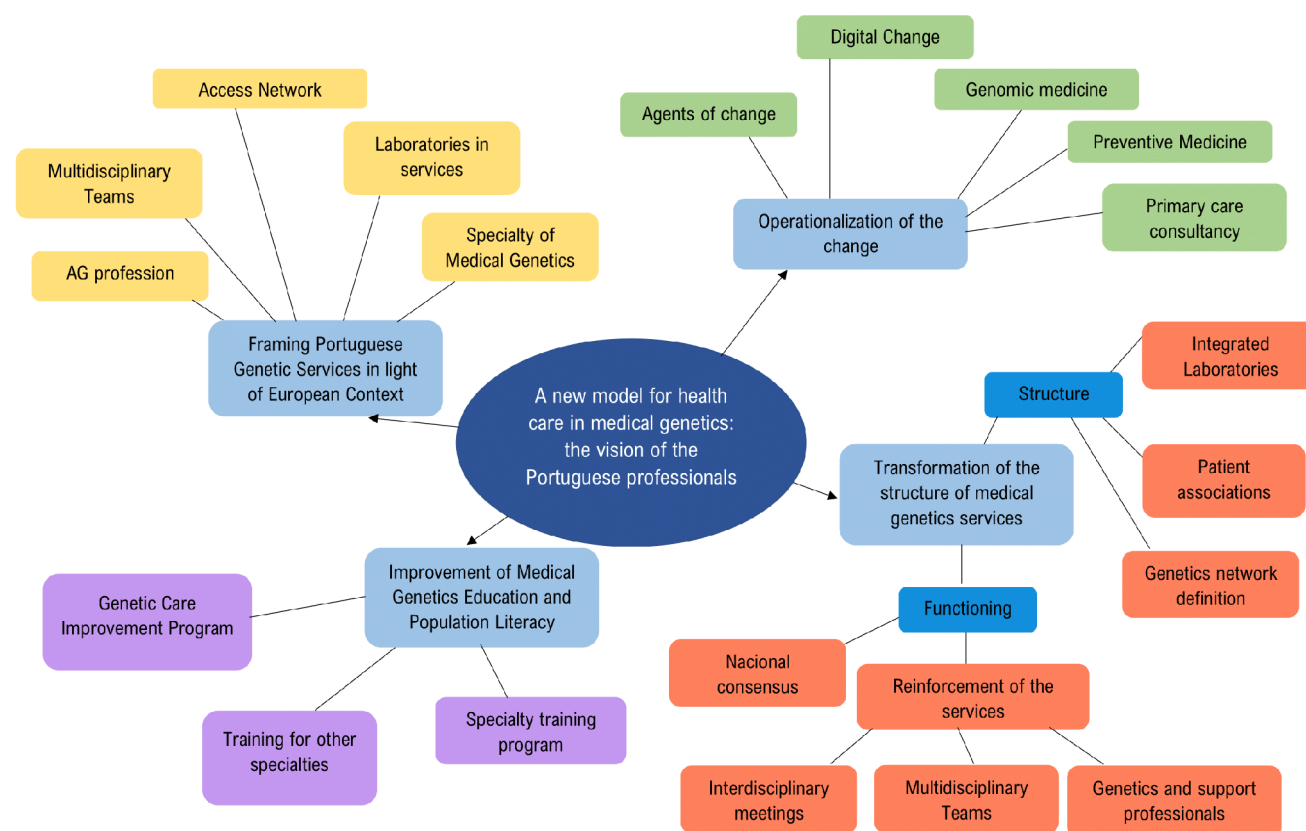 Digital Change
Access Network
Genomic medicine
Agents of change
Laboratories in
services
Preventive Medicine
Multidisciplinary
Teams
Primary care
consultancy
Operationalization of the
change
Specialty of
Medical Genetics
AG profession
Framing Portuguese
Genetic Services in light
of European Context
Integrated
Laboratories
Structure
A new model for health
care in medical genetics:
the vision of the
Portuguese professionals
Transformation of the
structure of medical
genetics services
Patient
associations
Improvement of Medical
Genetics Education and
Population Literacy
Genetics network
definition
Genetic Care
Improvement Program
Functioning
Nacional
consensus
Reinforcement of the
services
Specialty training
program
Training for other
specialties
Interdisciplinary
meetings
Multidisciplinary
Teams
Genetics and support
professionals